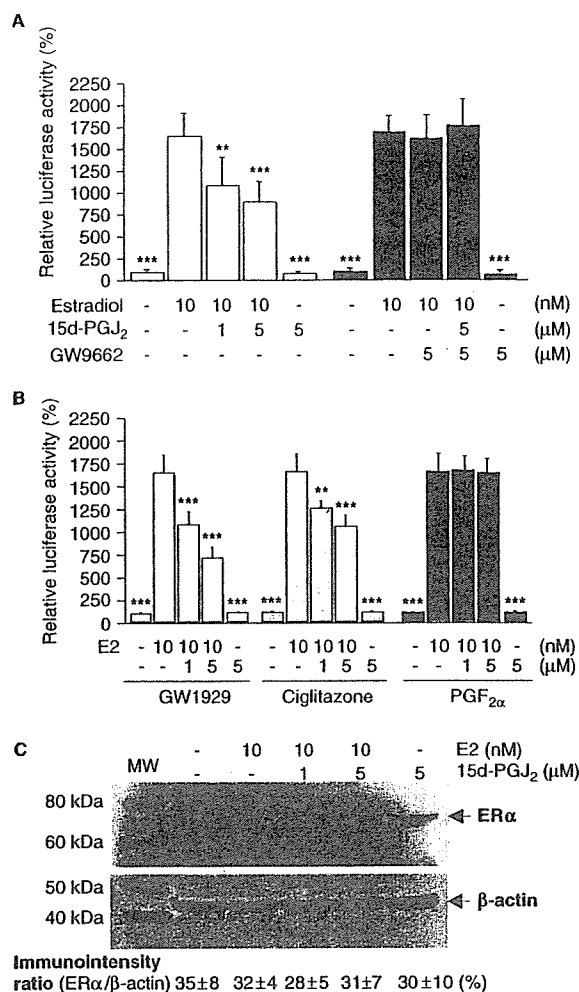 A
Relative luciferase activity (%)
2250
2000
1750
1500
1250
1000
750
500
250
0
*** ** *** *** *** ***
Estradiol - 10 10 10 - - 10 10 10 - (nM)
15d-PGJ2 - - 1 5 5 - - - 5 - (μM)
GW9662 - - - - - - - 5 5 5 (μM)
B
Relative luciferase activity (%)
2250
2000
1750
1500
1250
1000
750
500
250
0
*** *** *** *** *** ** *** *** *** ***
E2 - 10 10 10 - - 10 10 10 - - 10 10 10 - (nM)
- - 1 5 5 - - 1 5 5 - - 1 5 5 (μM)
GW1929 Ciglitazone PGF2α
C
- 10 10 10 - E2 (nM)
MW - - 1 5 5 15d-PGJ2 (μM)
80 kDa
ERα
60 kDa
50 kDa
β-actin
40 kDa
Immunointensity
ratio (ERα/β-actin) 35±8 32±4 28±5 31±7 30±10 (%)